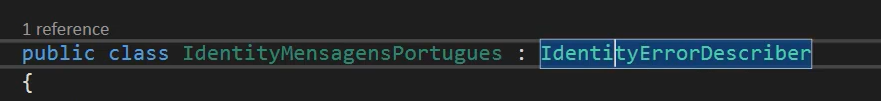 1 reference
public class IdentityMensagensPortugues : IdentityErrorDescriber
{